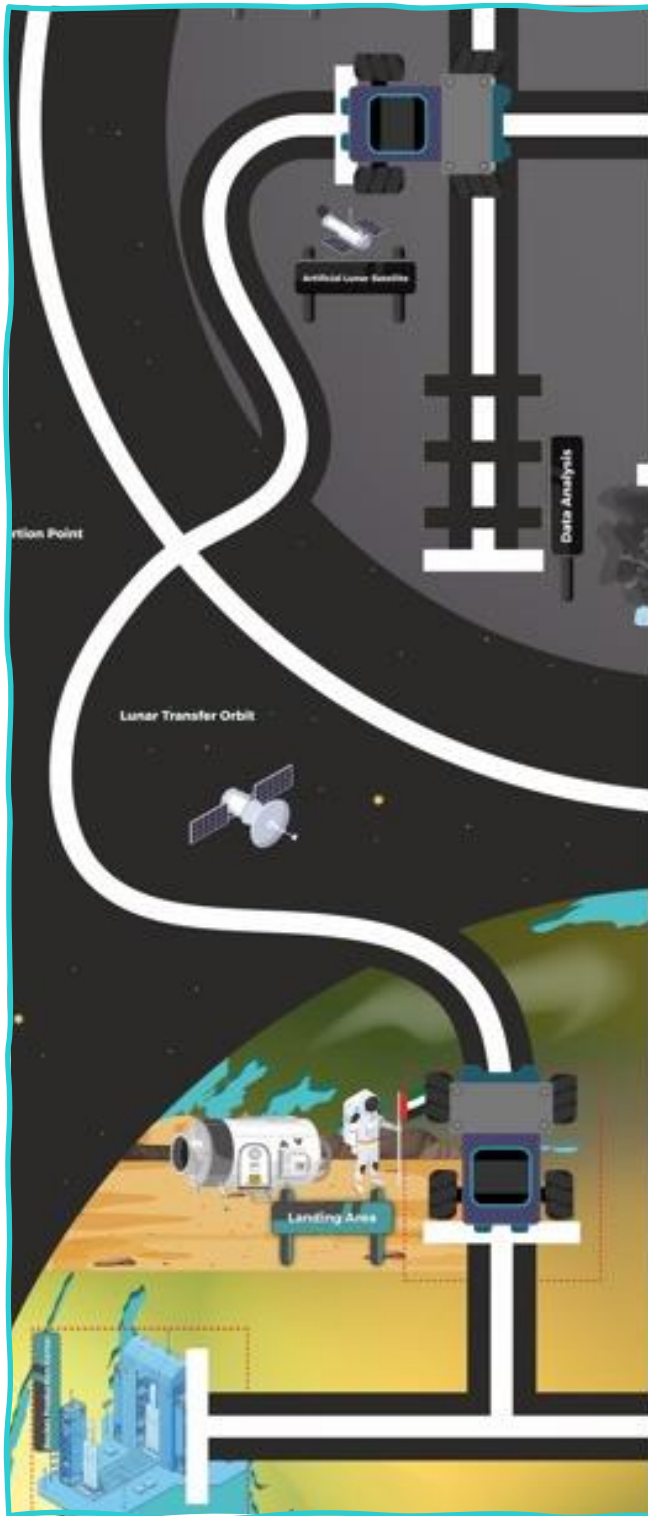 Artificial Lunar Satellite
Data Analysis
rtion Point
Lunar Transfer Orbit
Landing Area